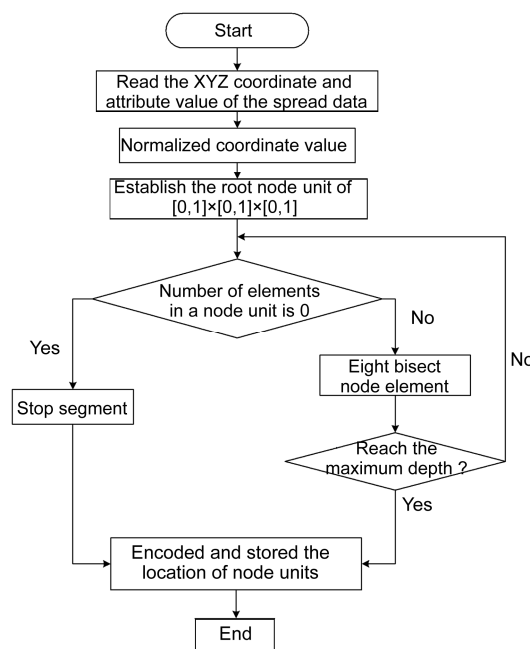 Start
Read the XYZ coordinate and
attribute value of the spread data
Normalized coordinate value
Establish the root node unit of
[0,1]×[0,1]×[0,1]
Number of elements
in a node unit is 0
Yes
No
No
Stop segment
Eight bisect
node element
Reach the
maximum depth ?
Yes
Encoded and stored the
location of node units
End